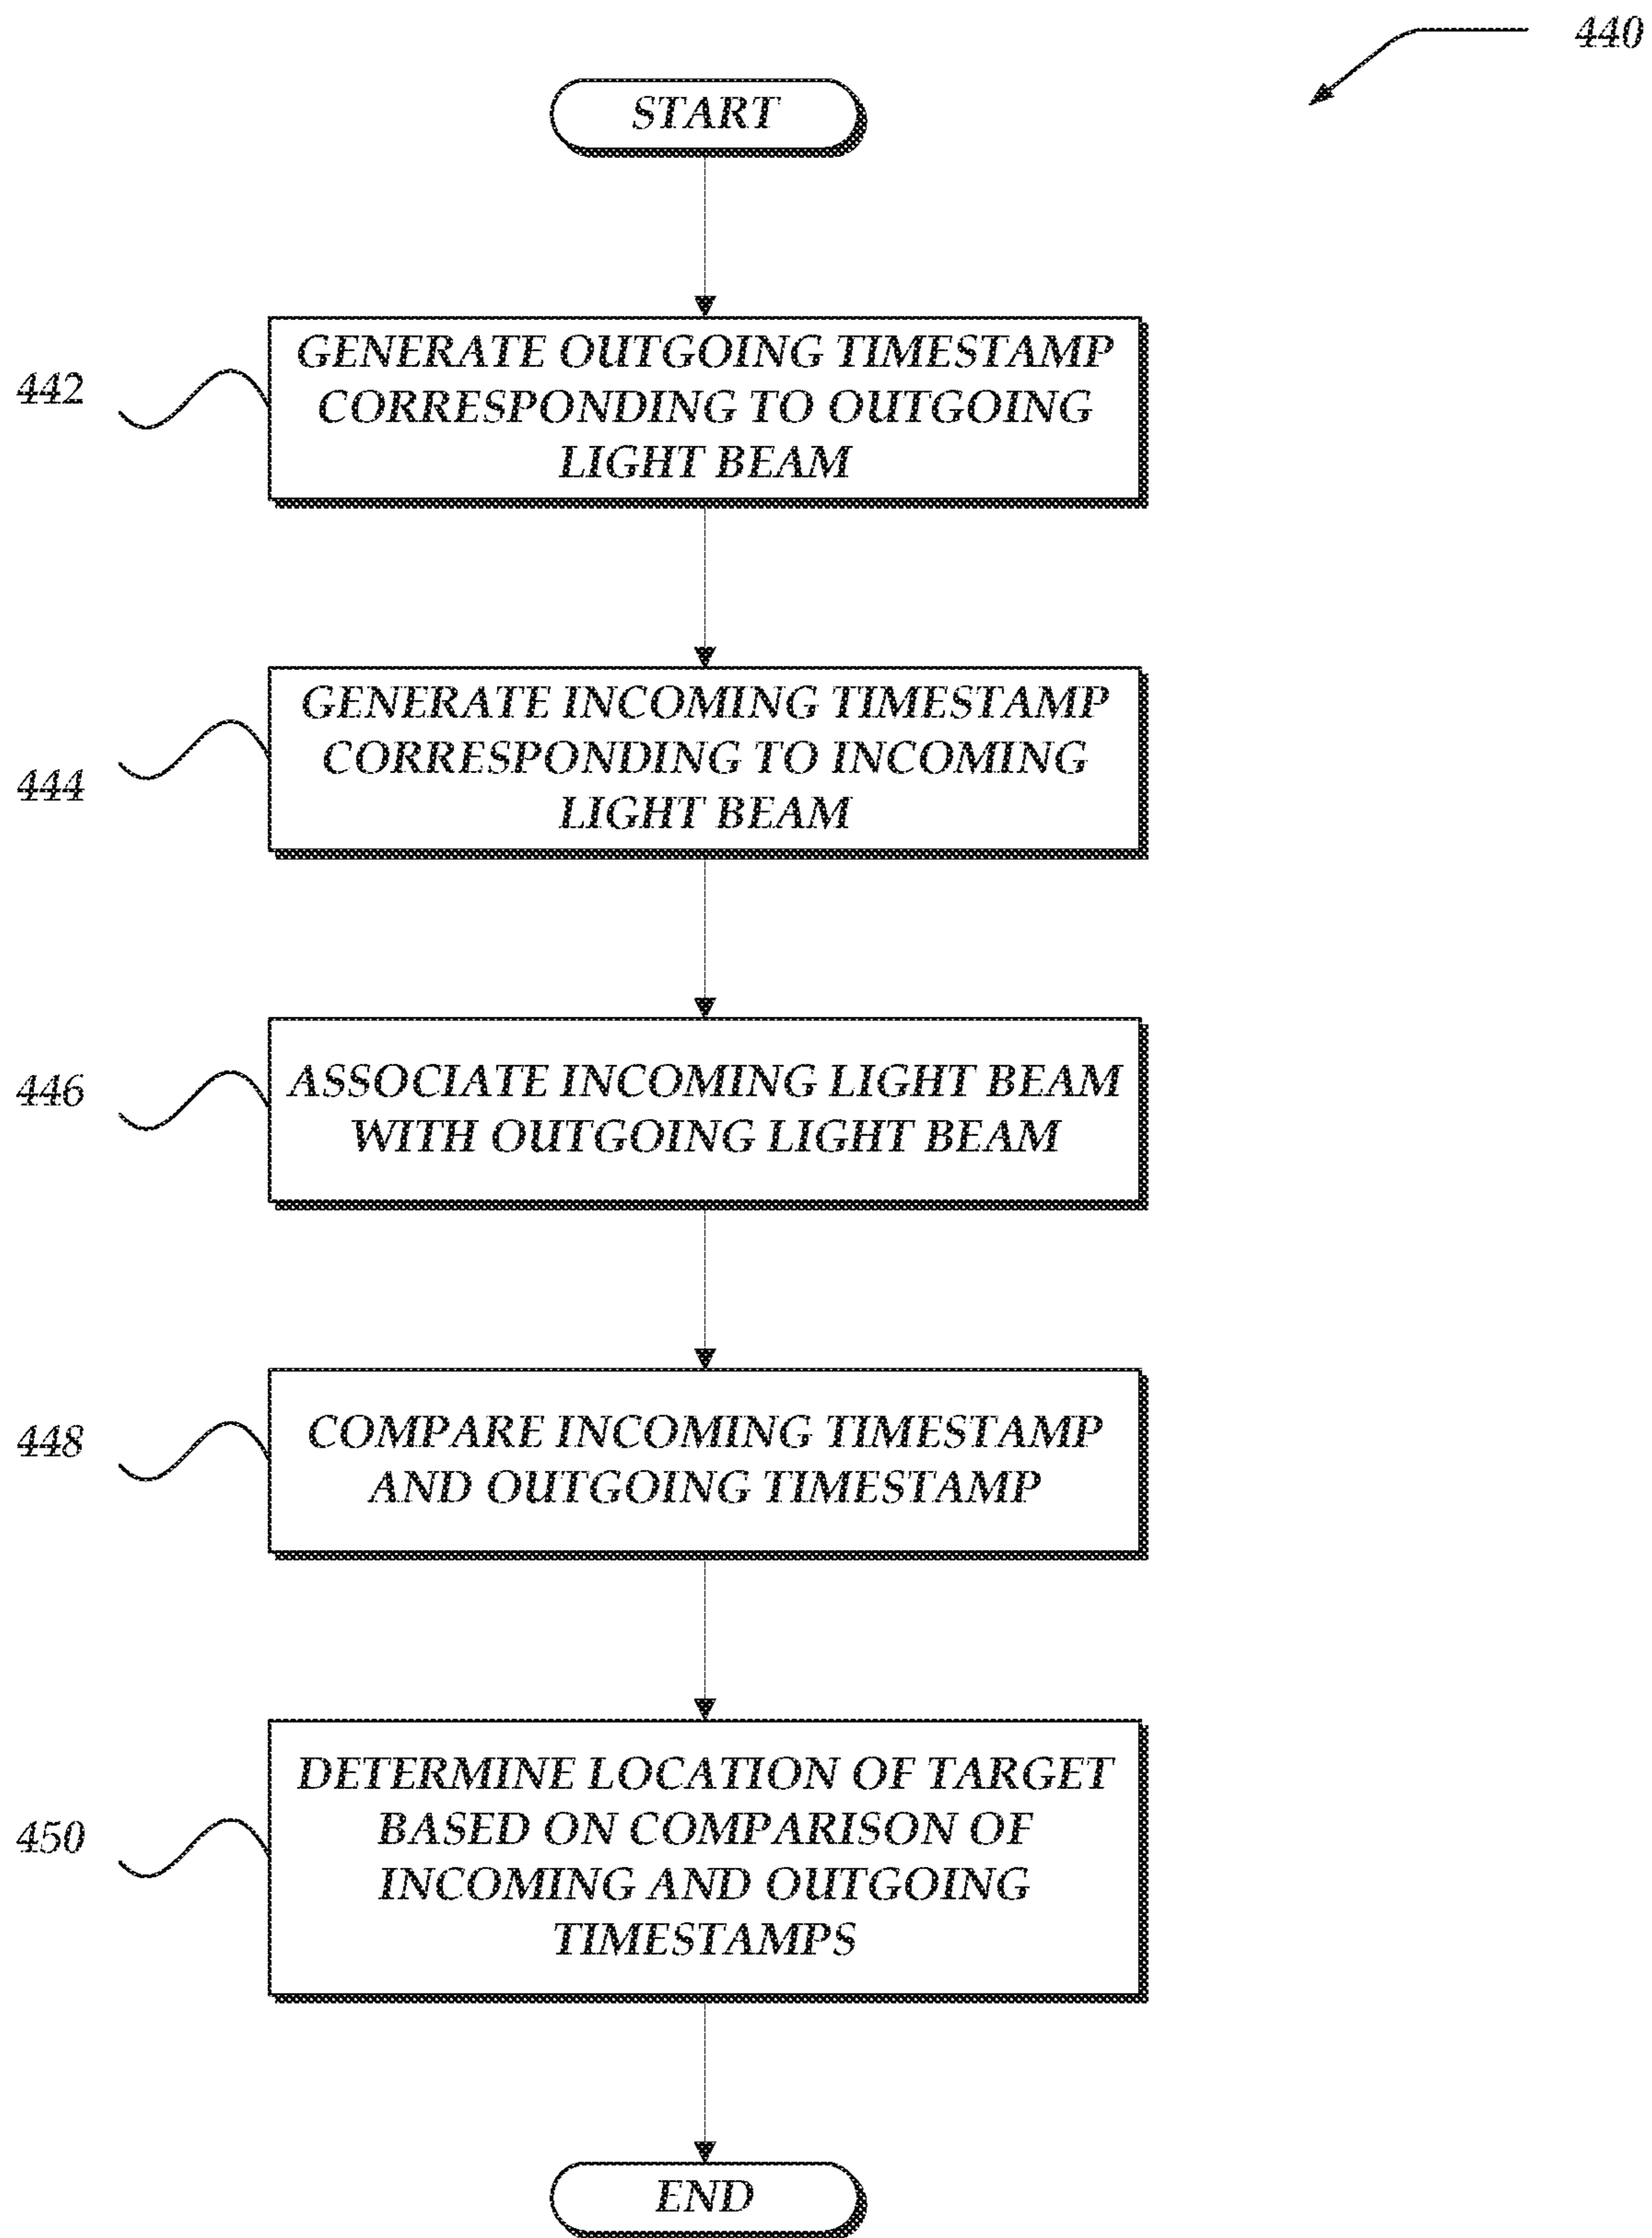 440
START
442
GENERATE OUTGOING TIMESTAMP
CORRESPONDING TO OUTGOING
LIGHT BEAM
444
GENERATE INCOMING TIMESTAMP
CORRESPONDING TO INCOMING
LIGHT BEAM
446
ASSOCIATE INCOMING LIGHT BEAM
WITH OUTGOING LIGHT BEAM
448
COMPARE INCOMING TIMESTAMP
AND OUTGOING TIMESTAMP
450
DETERMINE LOCATION OF TARGET
BASED ON COMPARISON OF
INCOMING AND OUTGOING
TIMESTAMPS
END